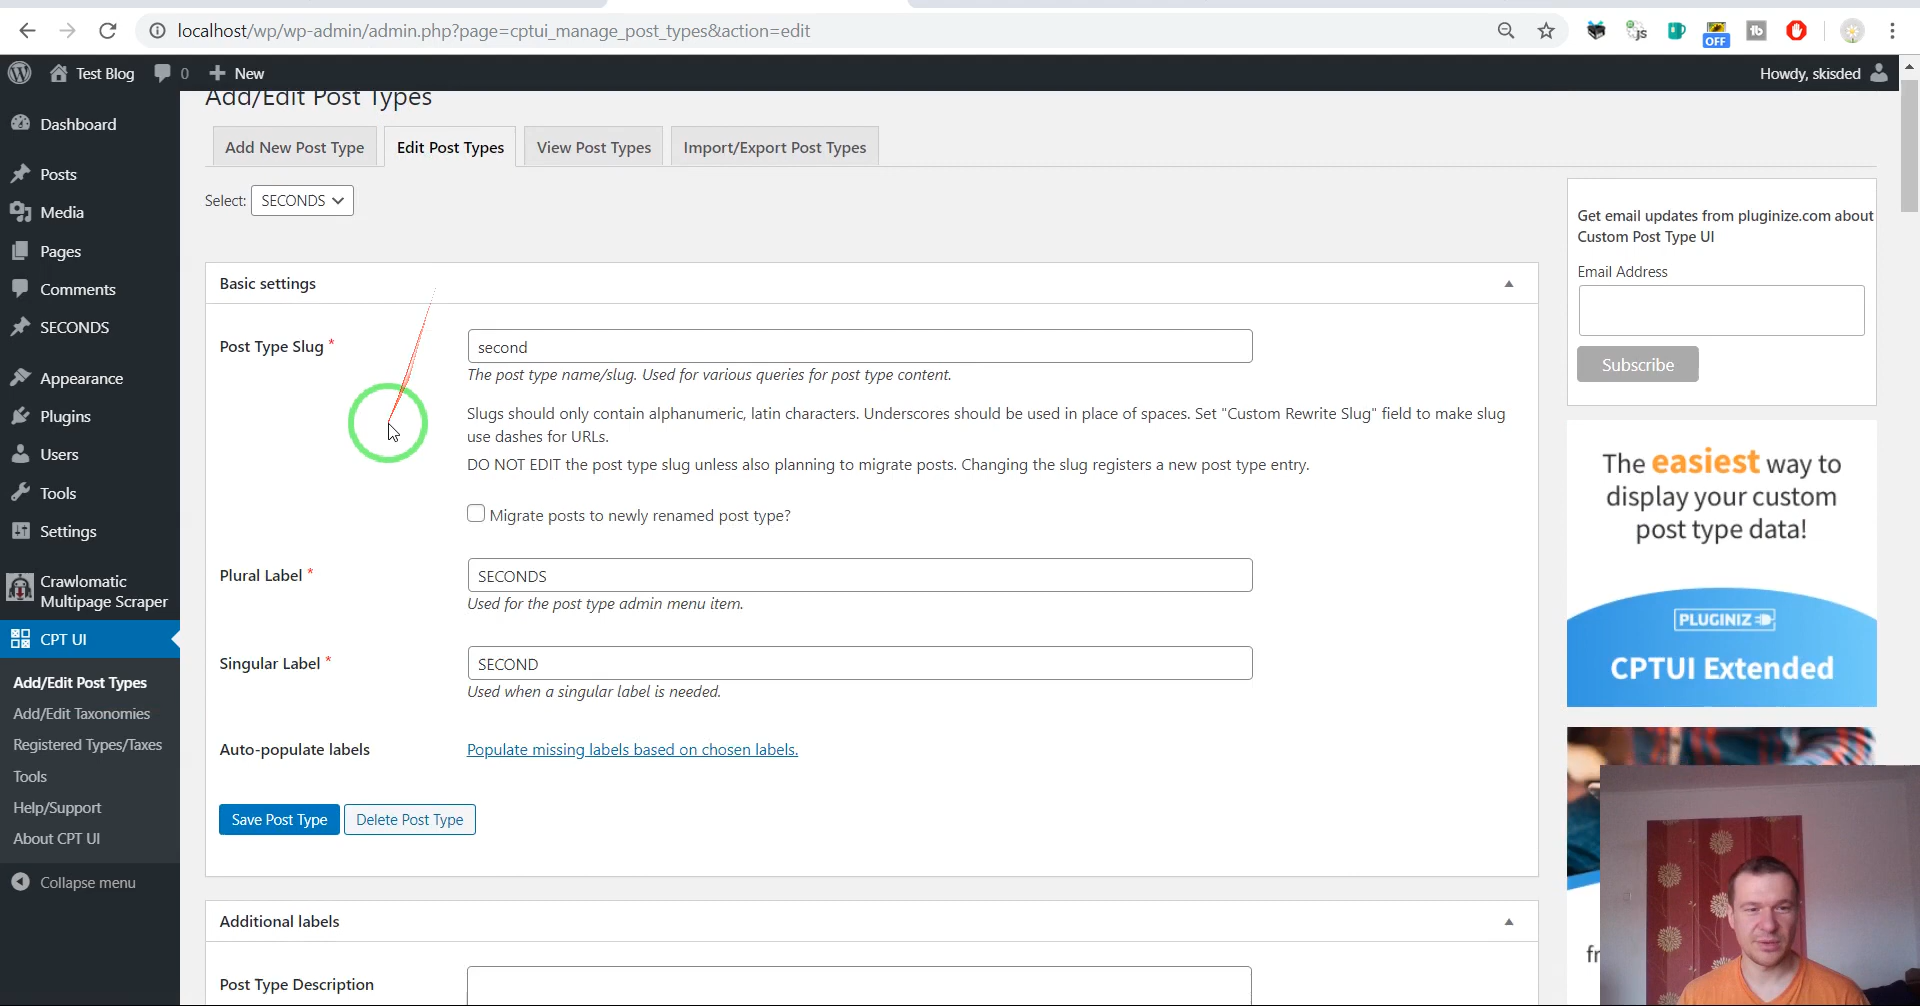 localhost/wp/wp-admin/admin.php?page=cptui_manage_post_types&action=edit
OFF
JS
tb
Test Blog
0
New
Howdy, skisded
Add/Edit Post Types
Dashboard
Posts
Media
Pages
Comments
SECONDS
Appearance
Plugins
Users
Tools
Settings
Crawlomatic
Multipage Scraper
CPT UI
Add/Edit Post Types
Add/Edit Taxonomies
Registered Types/Taxes
Tools
Help/Support
About CPT UI
Collapse menu
Add New Post Type
Edit Post Types
View Post Types
Import/Export Post Types
Select:
SECONDS
Basic settings
Post Type Slug *
second
The post type name/slug. Used for various queries for post type content.
Slugs should only contain alphanumeric, latin characters. Underscores should be used in place of spaces. Set "Custom Rewrite Slug" field to make slug
use dashes for URLs.
DO NOT EDIT the post type slug unless also planning to migrate posts. Changing the slug registers a new post type entry.
Migrate posts to newly renamed post type?
Plural Label *
SECONDS
Used for the post type admin menu item.
Singular Label *
SECOND
Used when a singular label is needed.
Auto-populate labels
Populate missing labels based on chosen labels.
Save Post Type
Delete Post Type
Additional labels
Post Type Description
Get email updates from pluginize.com about
Custom Post Type UI
Email Address
Subscribe
The easiest way to
display your custom
post type data!
PLUGINIZ
CPTUI Extended